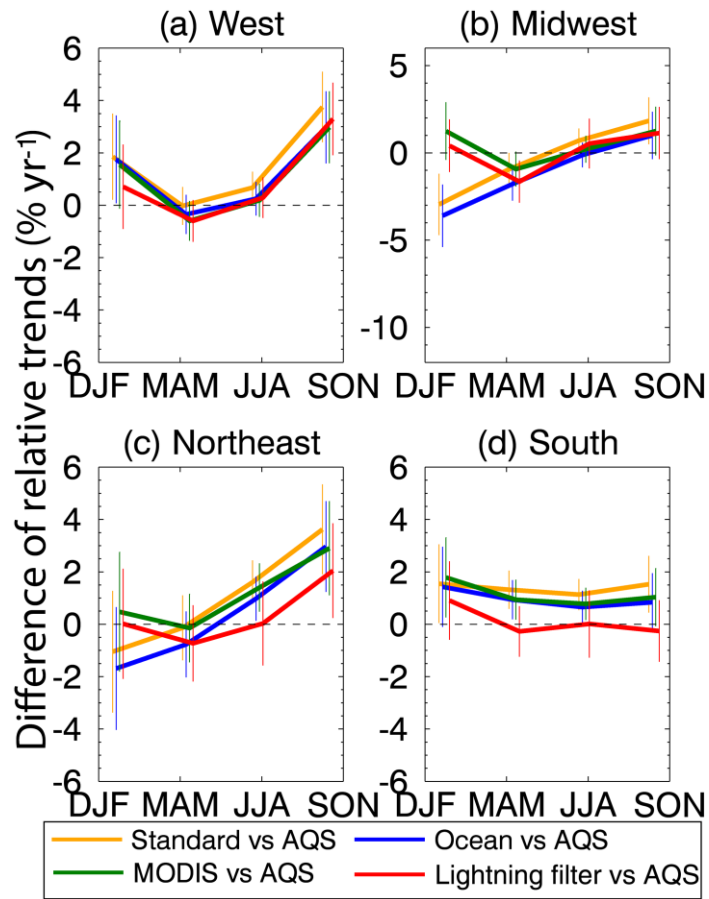 Difference of relative trends (% yr-1)
(a) West
6
4
2
0
-2
-4
-6
DJF MAM JJA SON
(b) Midwest
5
0
-5
-10
DJF MAM JJA SON
(c) Northeast
6
4
2
0
-2
-4
-6
DJF MAM JJA SON
(d) South
6
4
2
0
-2
-4
-6
DJF MAM JJA SON
Standard vs AQS
Ocean vs AQS
MODIS vs AQS
Lightning filter vs AQS